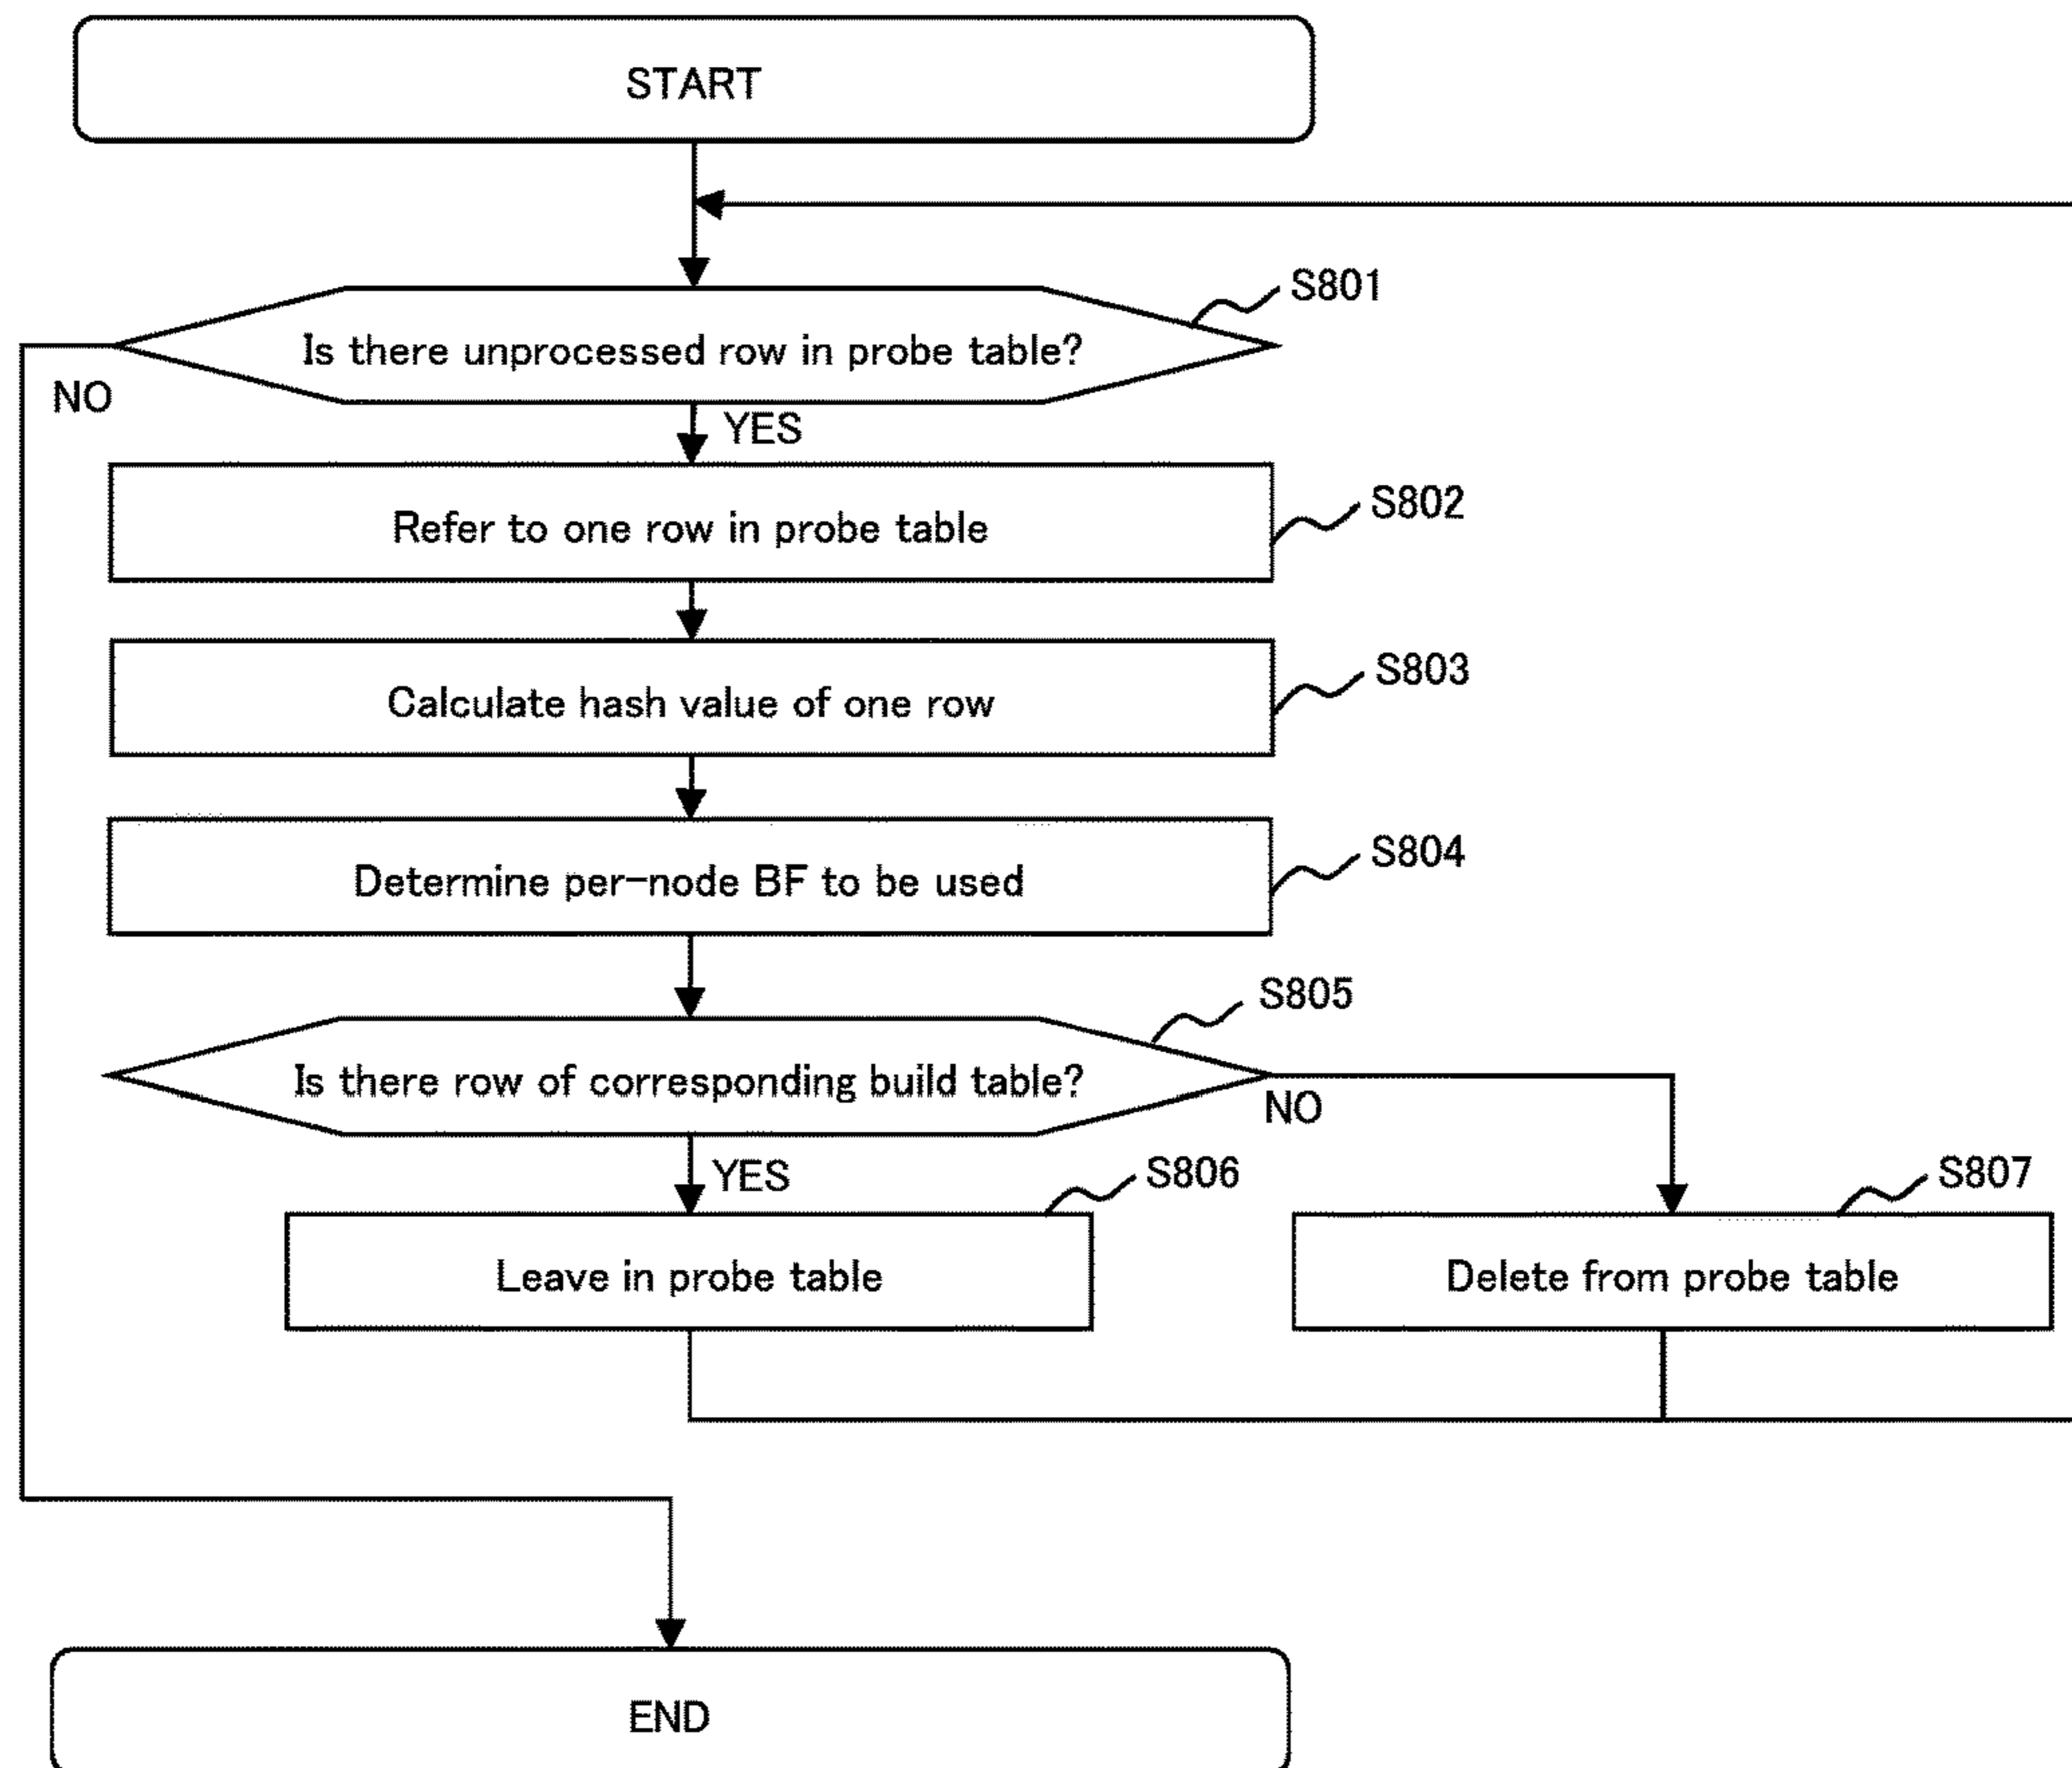 START
S801
Is there unprocessed row in probe table?
NO
YES
S802
Refer to one row in probe table
S803
Calculate hash value of one row
S804
Determine per-node BF to be used
S805
Is there row of corresponding build table?
NO
YES
S806
S807
Leave in probe table
Delete from probe table
END